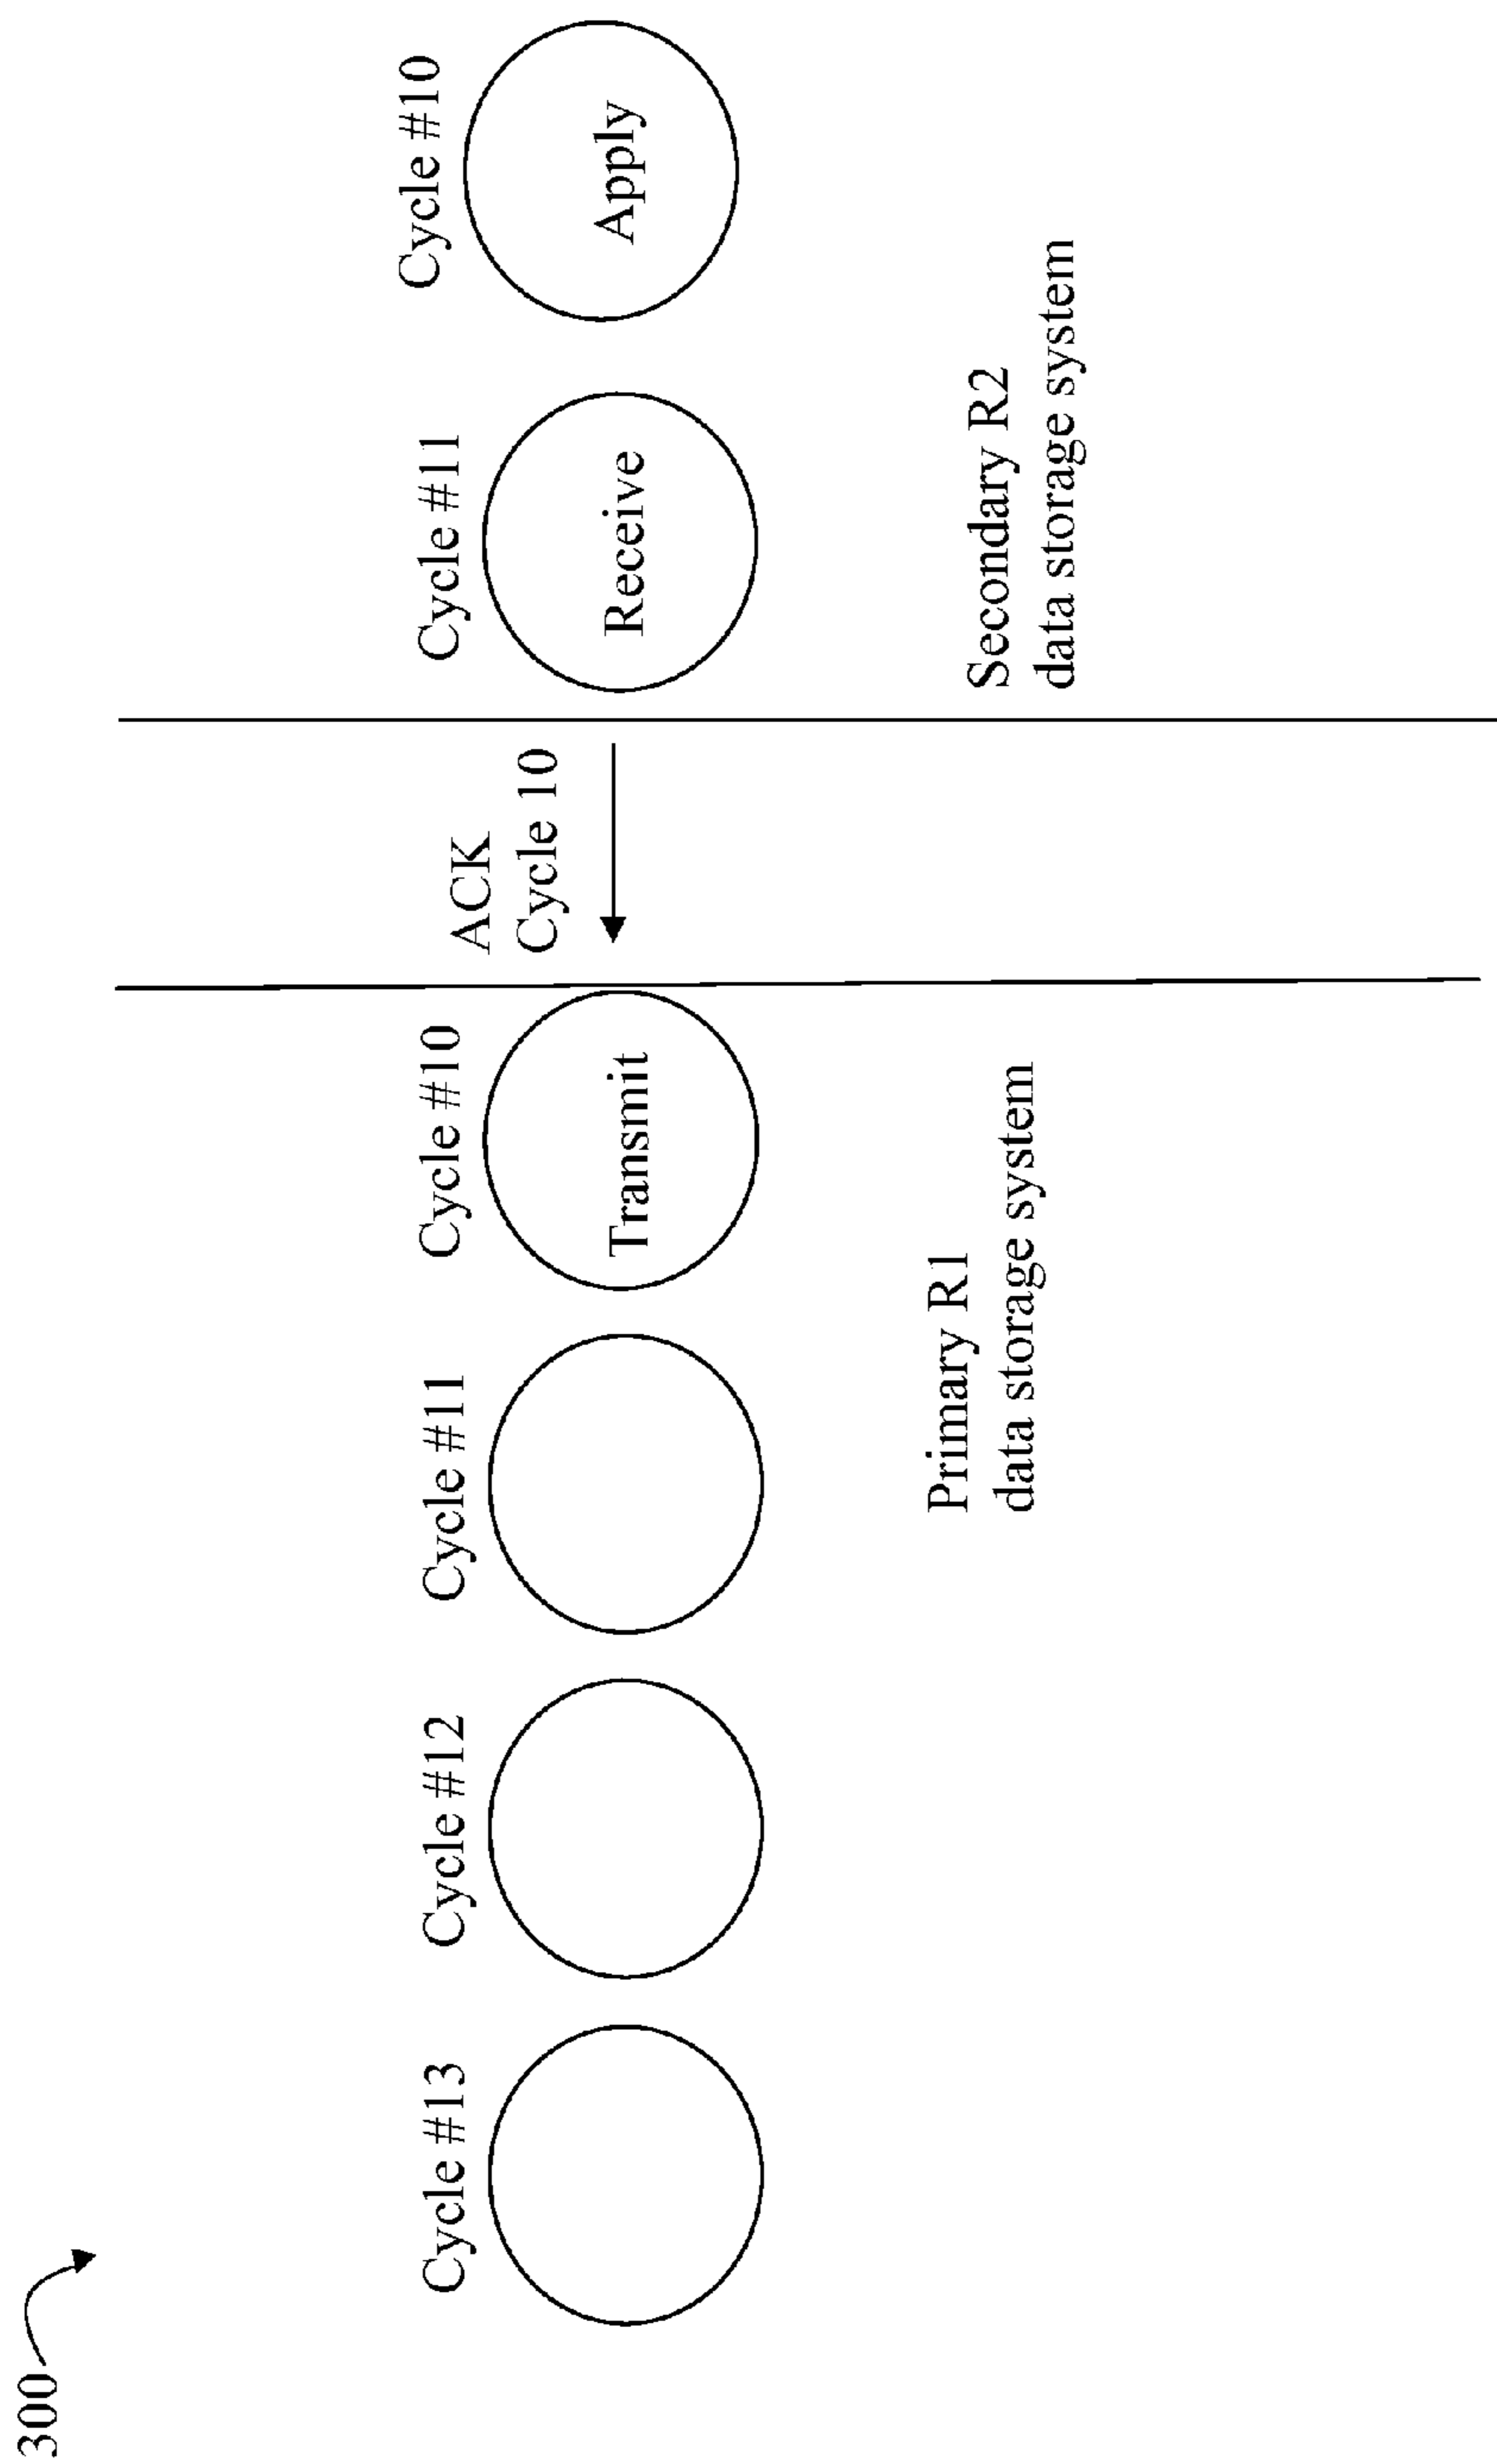 300
Cycle #13
Cycle #12
Cycle #11
Cycle #10
Transmit
ACK
Cycle 10
Cycle #11
Receive
Cycle #10
Apply
Primary R1
data storage system
Secondary R2
data storage system